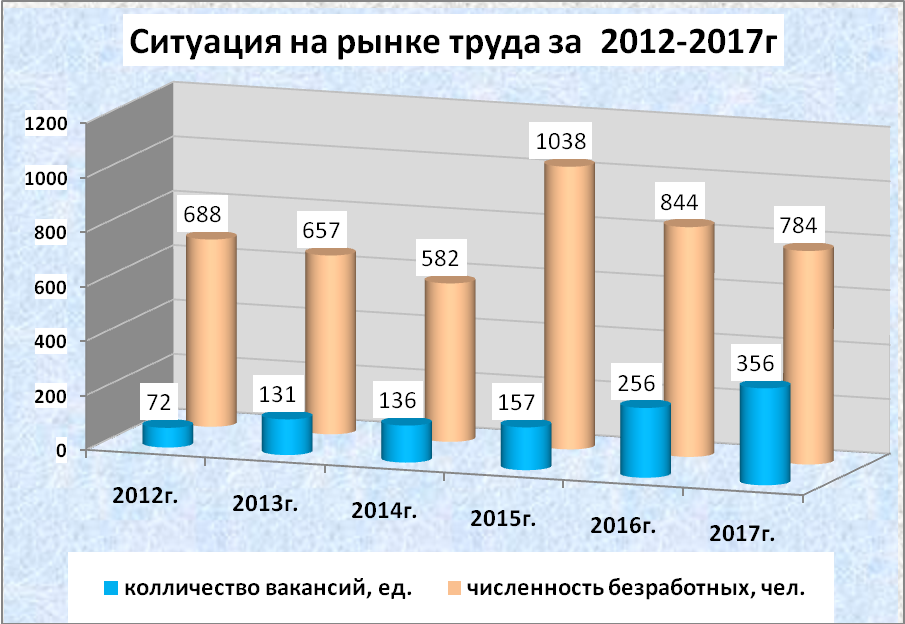 Ситуация на рынке труда за 2012-2017г
1200
1000
800
600
400
200
0
688
657
582
1038
844
784
72
131
136
157
256
356
2012г.
2013г.
2014г.
2015г.
2016г.
2017г.
колличество вакансий, ед.
численность безработных, чел.